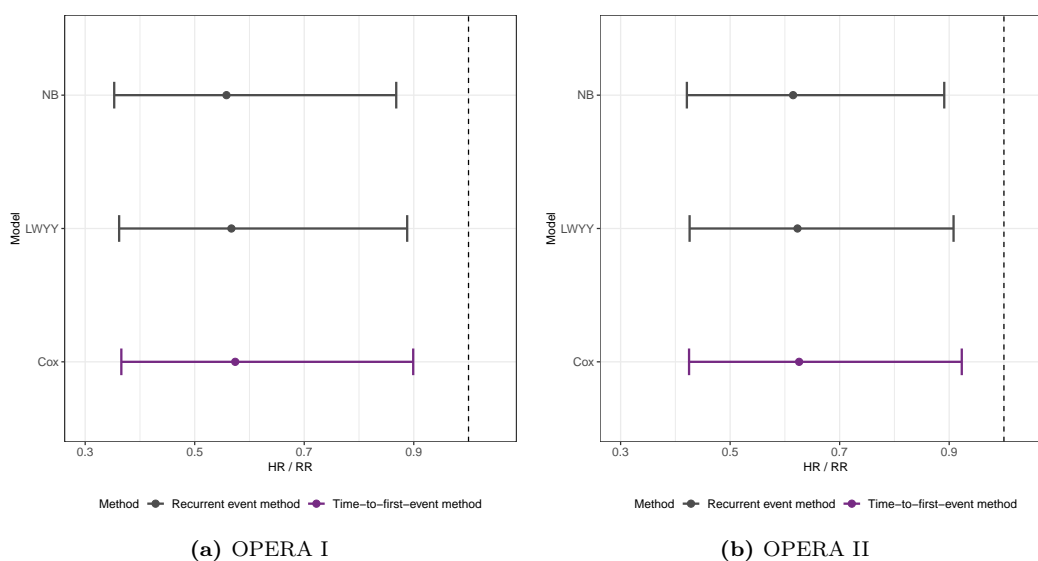 NB
LWYY
Cox
Model
0.3 0.5 0.7 0.9
HR / RR
Method Recurrent event method Time−to−first−event method
(a) OPERA I
NB
LWYY
Cox
Model
0.3 0.5 0.7 0.9
HR / RR
Method Recurrent event method Time−to−first−event method
(b) OPERA II